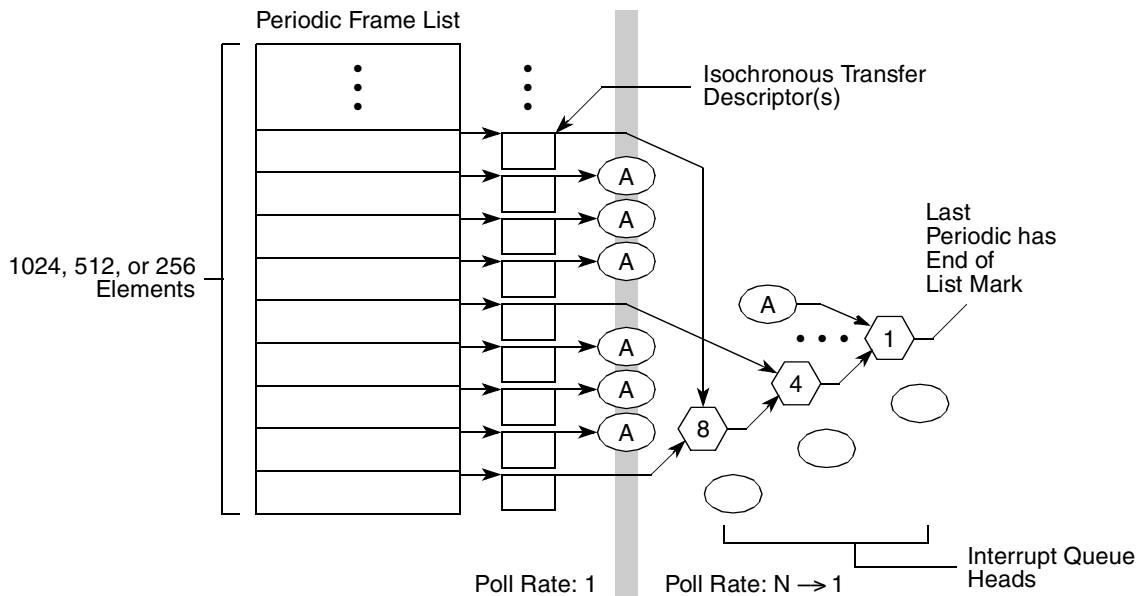 Periodic Frame List
Isochronous Transfer
Descriptor(s)
A
A
A
Last
Periodic has
End of
List Mark
1024, 512, or 256
Elements
A
1
A
4
A
A
8
Interrupt Queue
Heads
Poll Rate: 1
Poll Rate: N → 1